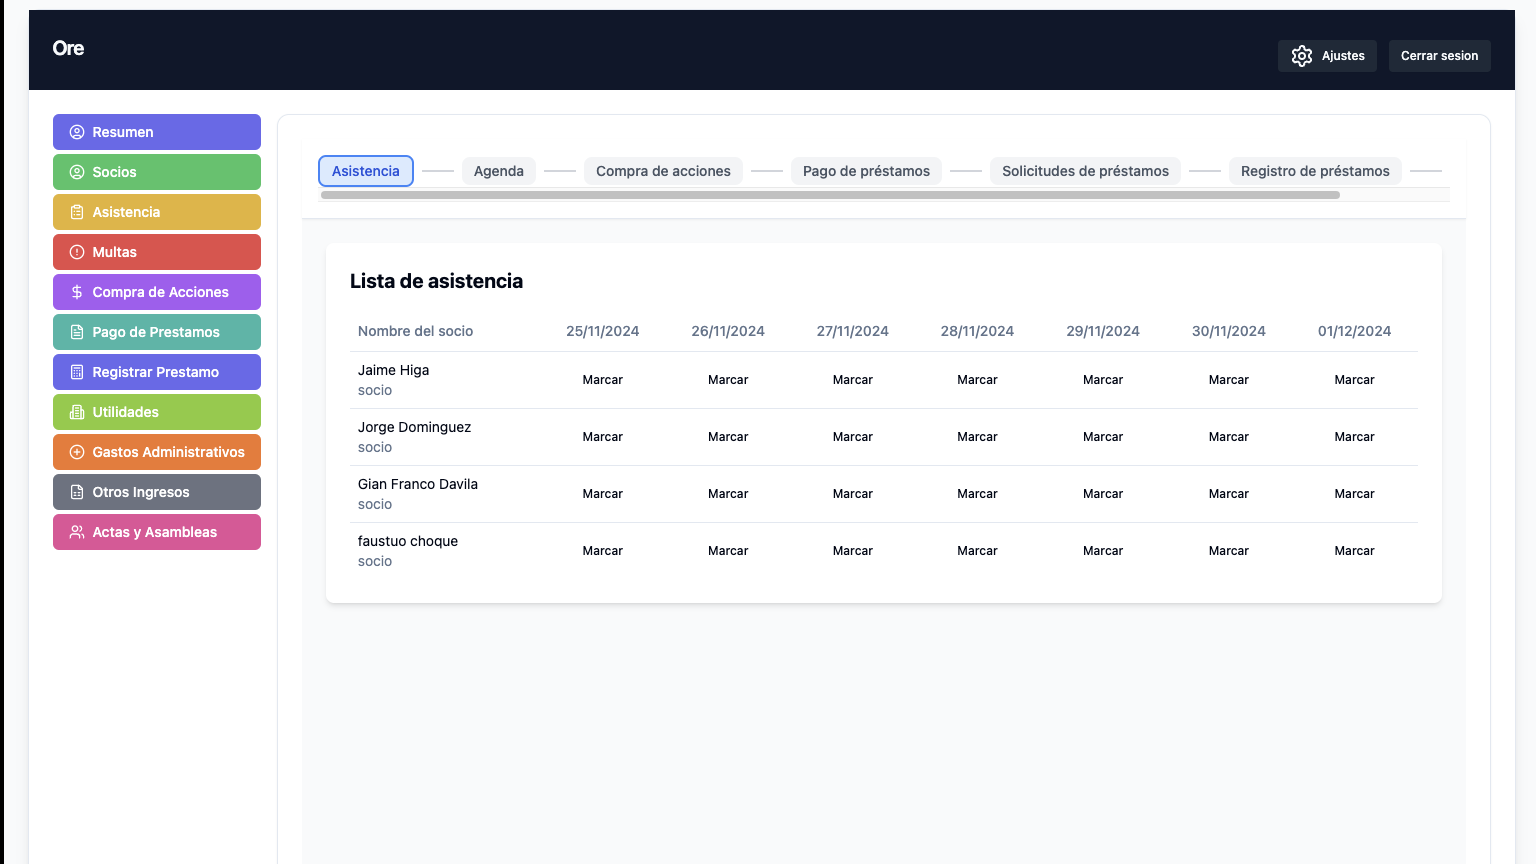 Ore
Ajustes
Cerrar sesion
Resumen
Socios
Asistencia
Multas
Compra de Acciones
Pago de Prestamos
Registrar Prestamo
Utilidades
Gastos Administrativos
Otros Ingresos
Actas y Asambleas
Asistencia Agenda Compra de acciones Pago de préstamos Solicitudes de préstamos Registro de préstamos
Lista de asistencia
Nombre del socio 25/11/2024 26/11/2024 27/11/2024 28/11/2024 29/11/2024 30/11/2024 01/12/2024
Jaime Higa
socio
Marcar Marcar Marcar Marcar Marcar Marcar Marcar
Jorge Dominguez
socio
Marcar Marcar Marcar Marcar Marcar Marcar Marcar
Gian Franco Davila
socio
Marcar Marcar Marcar Marcar Marcar Marcar Marcar
faustuo choque
socio
Marcar Marcar Marcar Marcar Marcar Marcar Marcar